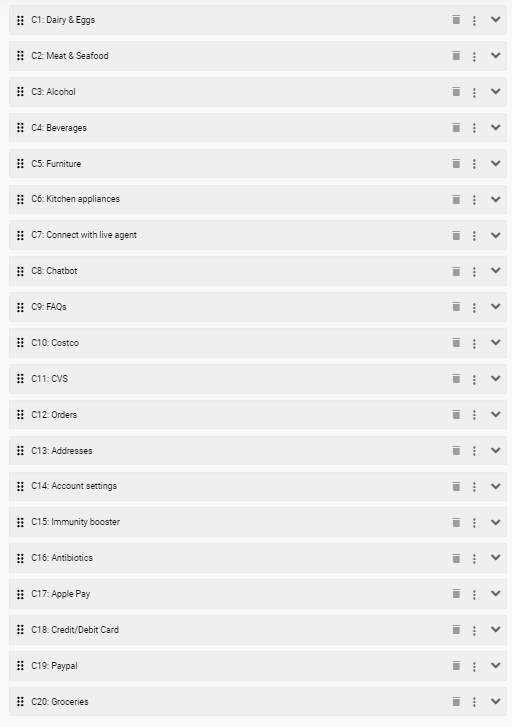 C1: Dairy & Eggs
C2: Meat & Seafood
C3: Alcohol
C4: Beverages
C5: Furniture
C6: Kitchen appliances
C7: Connect with live agent
C8: Chatbot
C9: FAQs
C10: Costco
C11: CVS
C12: Orders
C13: Addresses
C14: Account settings
C15: Immunity booster
C16: Antibiotics
C17: Apple Pay
C18: Credit/Debit Card
C19: Paypal
C20: Groceries